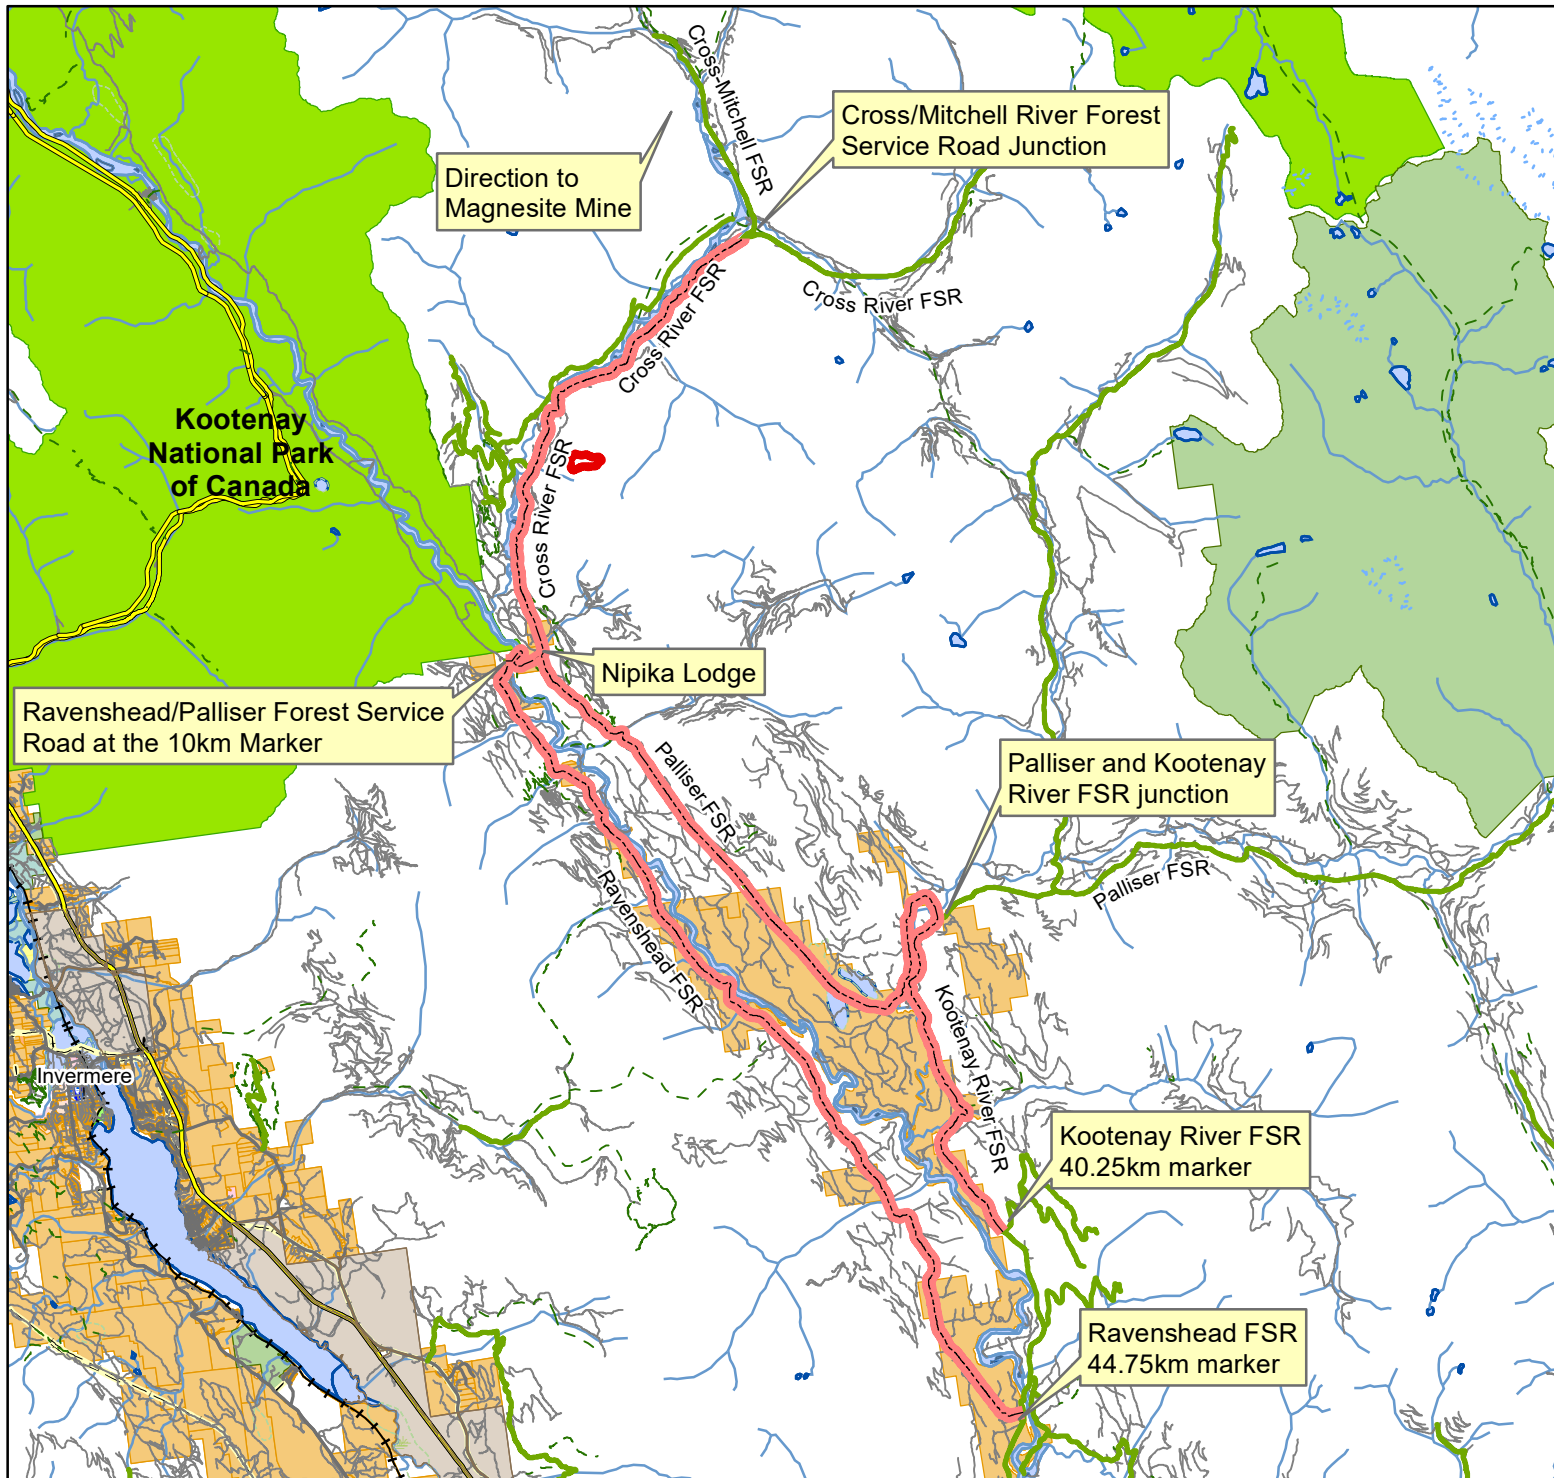 Cross-Mitchell FSR
Cross/Mitchell River Forest
Service Road Junction
Direction to
Magnesite Mine
Cross River FSR
Cross River FSR
Kootenay
National Park
of Canada
Cross River FSR
Nipika Lodge
Ravenshead/Palliser Forest Service
Road at the 10km Marker
Palliser FSR
Palliser and Kootenay
River FSR junction
Palliser FSR
Ravenshead FSR
Kootenay River FSR
Invermere
Kootenay River FSR
40.25km marker
Ravenshead FSR
44.75km marker